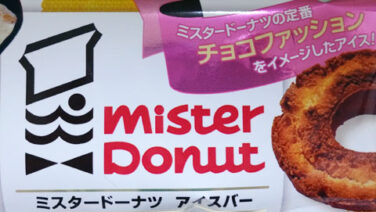 ミスタードーナツの定番
チョコファッション
をイメージしたアイス!
mister
Donut
ミスタードーナツ アイスバー